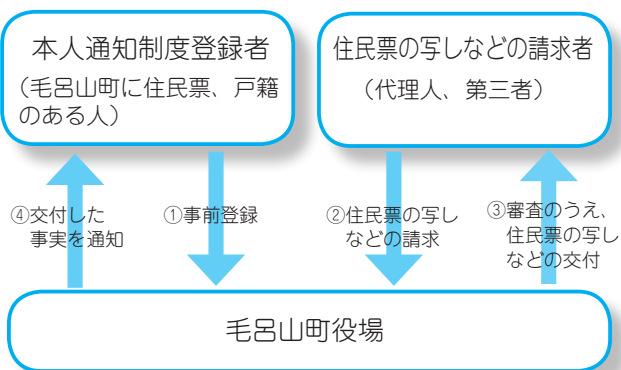 本人通知制度登録者
（毛呂山町に住民票、戸籍
のある人）
住民票の写しなどの請求者
（代理人、第三者）
④交付した
事実を通知
①事前登録
②住民票の写し
などの請求
③審査のうえ、
住民票の写し
などの交付
毛呂山町役場